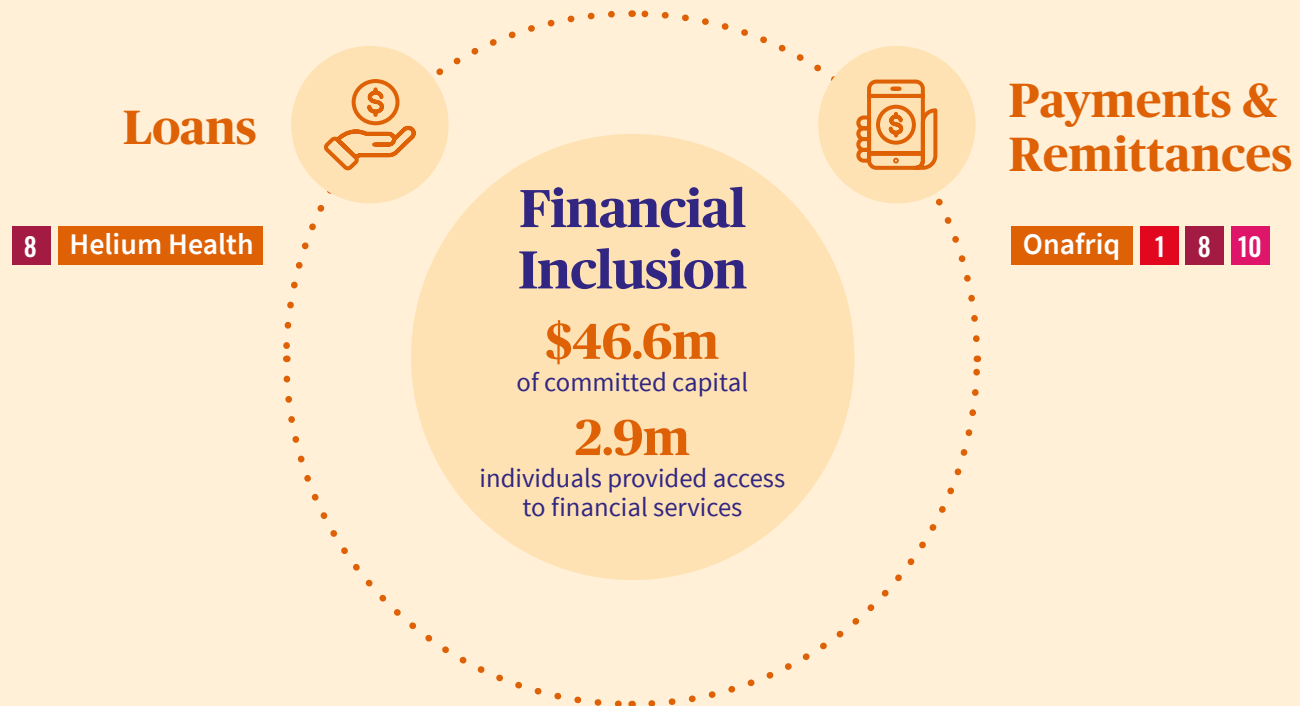 Loans
8 Helium Health
Financial
Inclusion
$46.6m
of committed capital
2.9m
individuals provided access
to financial services
Payments &
Remittances
Onafriq 1 8 10